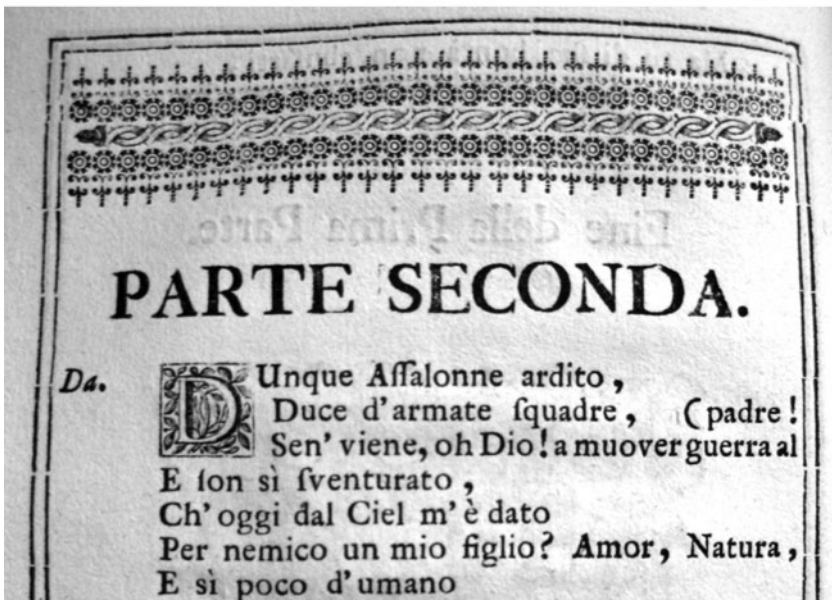 PARTE SECONDA.
Da. DUnque Aſſalonne ardito,
Duce d'armate ſquadre, (padre!
Sen' viene, oh Dio! a muover guerra al
E ſon sì ſventurato,
Ch' oggi dal Ciel m' è dato
Per nemico un mio figlio? Amor, Natura,
E sì poco d'umano